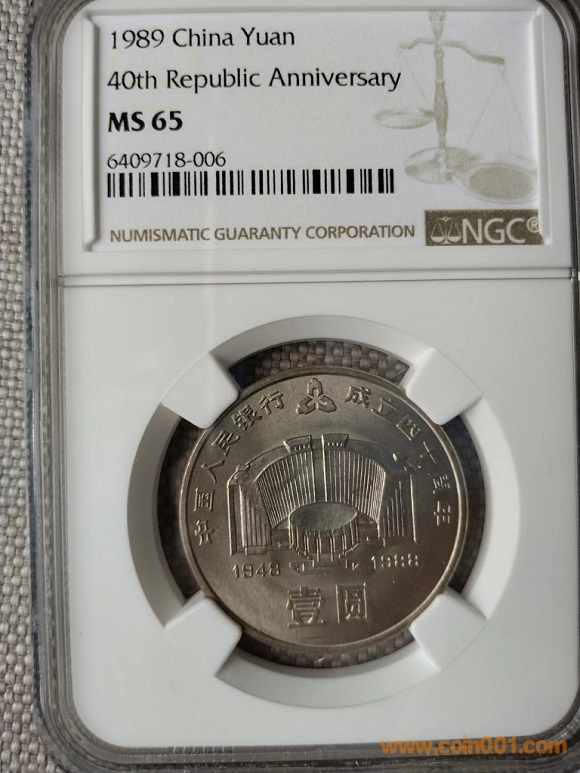 1989 China Yuan
40th Republic Anniversary
MS 65
6409718-006
NUMISMATIC GUARANTY CORPORATION
NGC®
中国人民银行 成立四十周年
1948 1988
壹圆
www.coin001.com